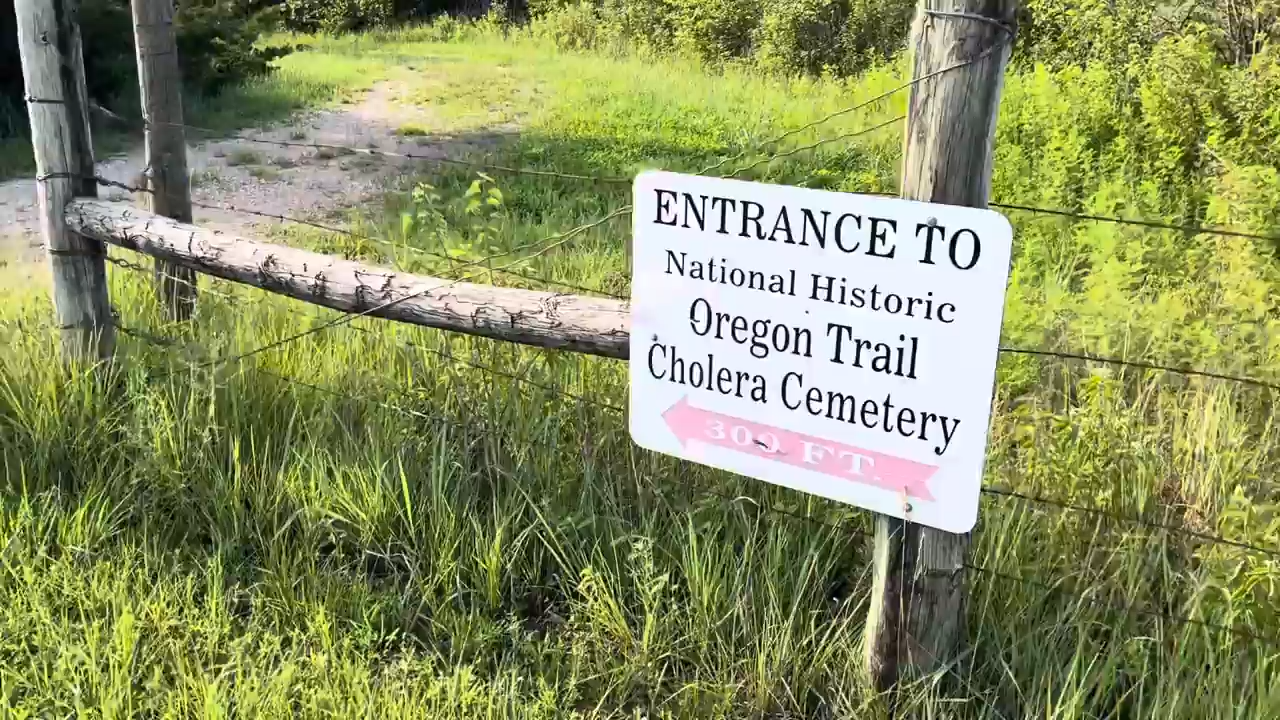 ENTRANCE TO
National Historic
Oregon Trail
Cholera Cemetery
300 FT.